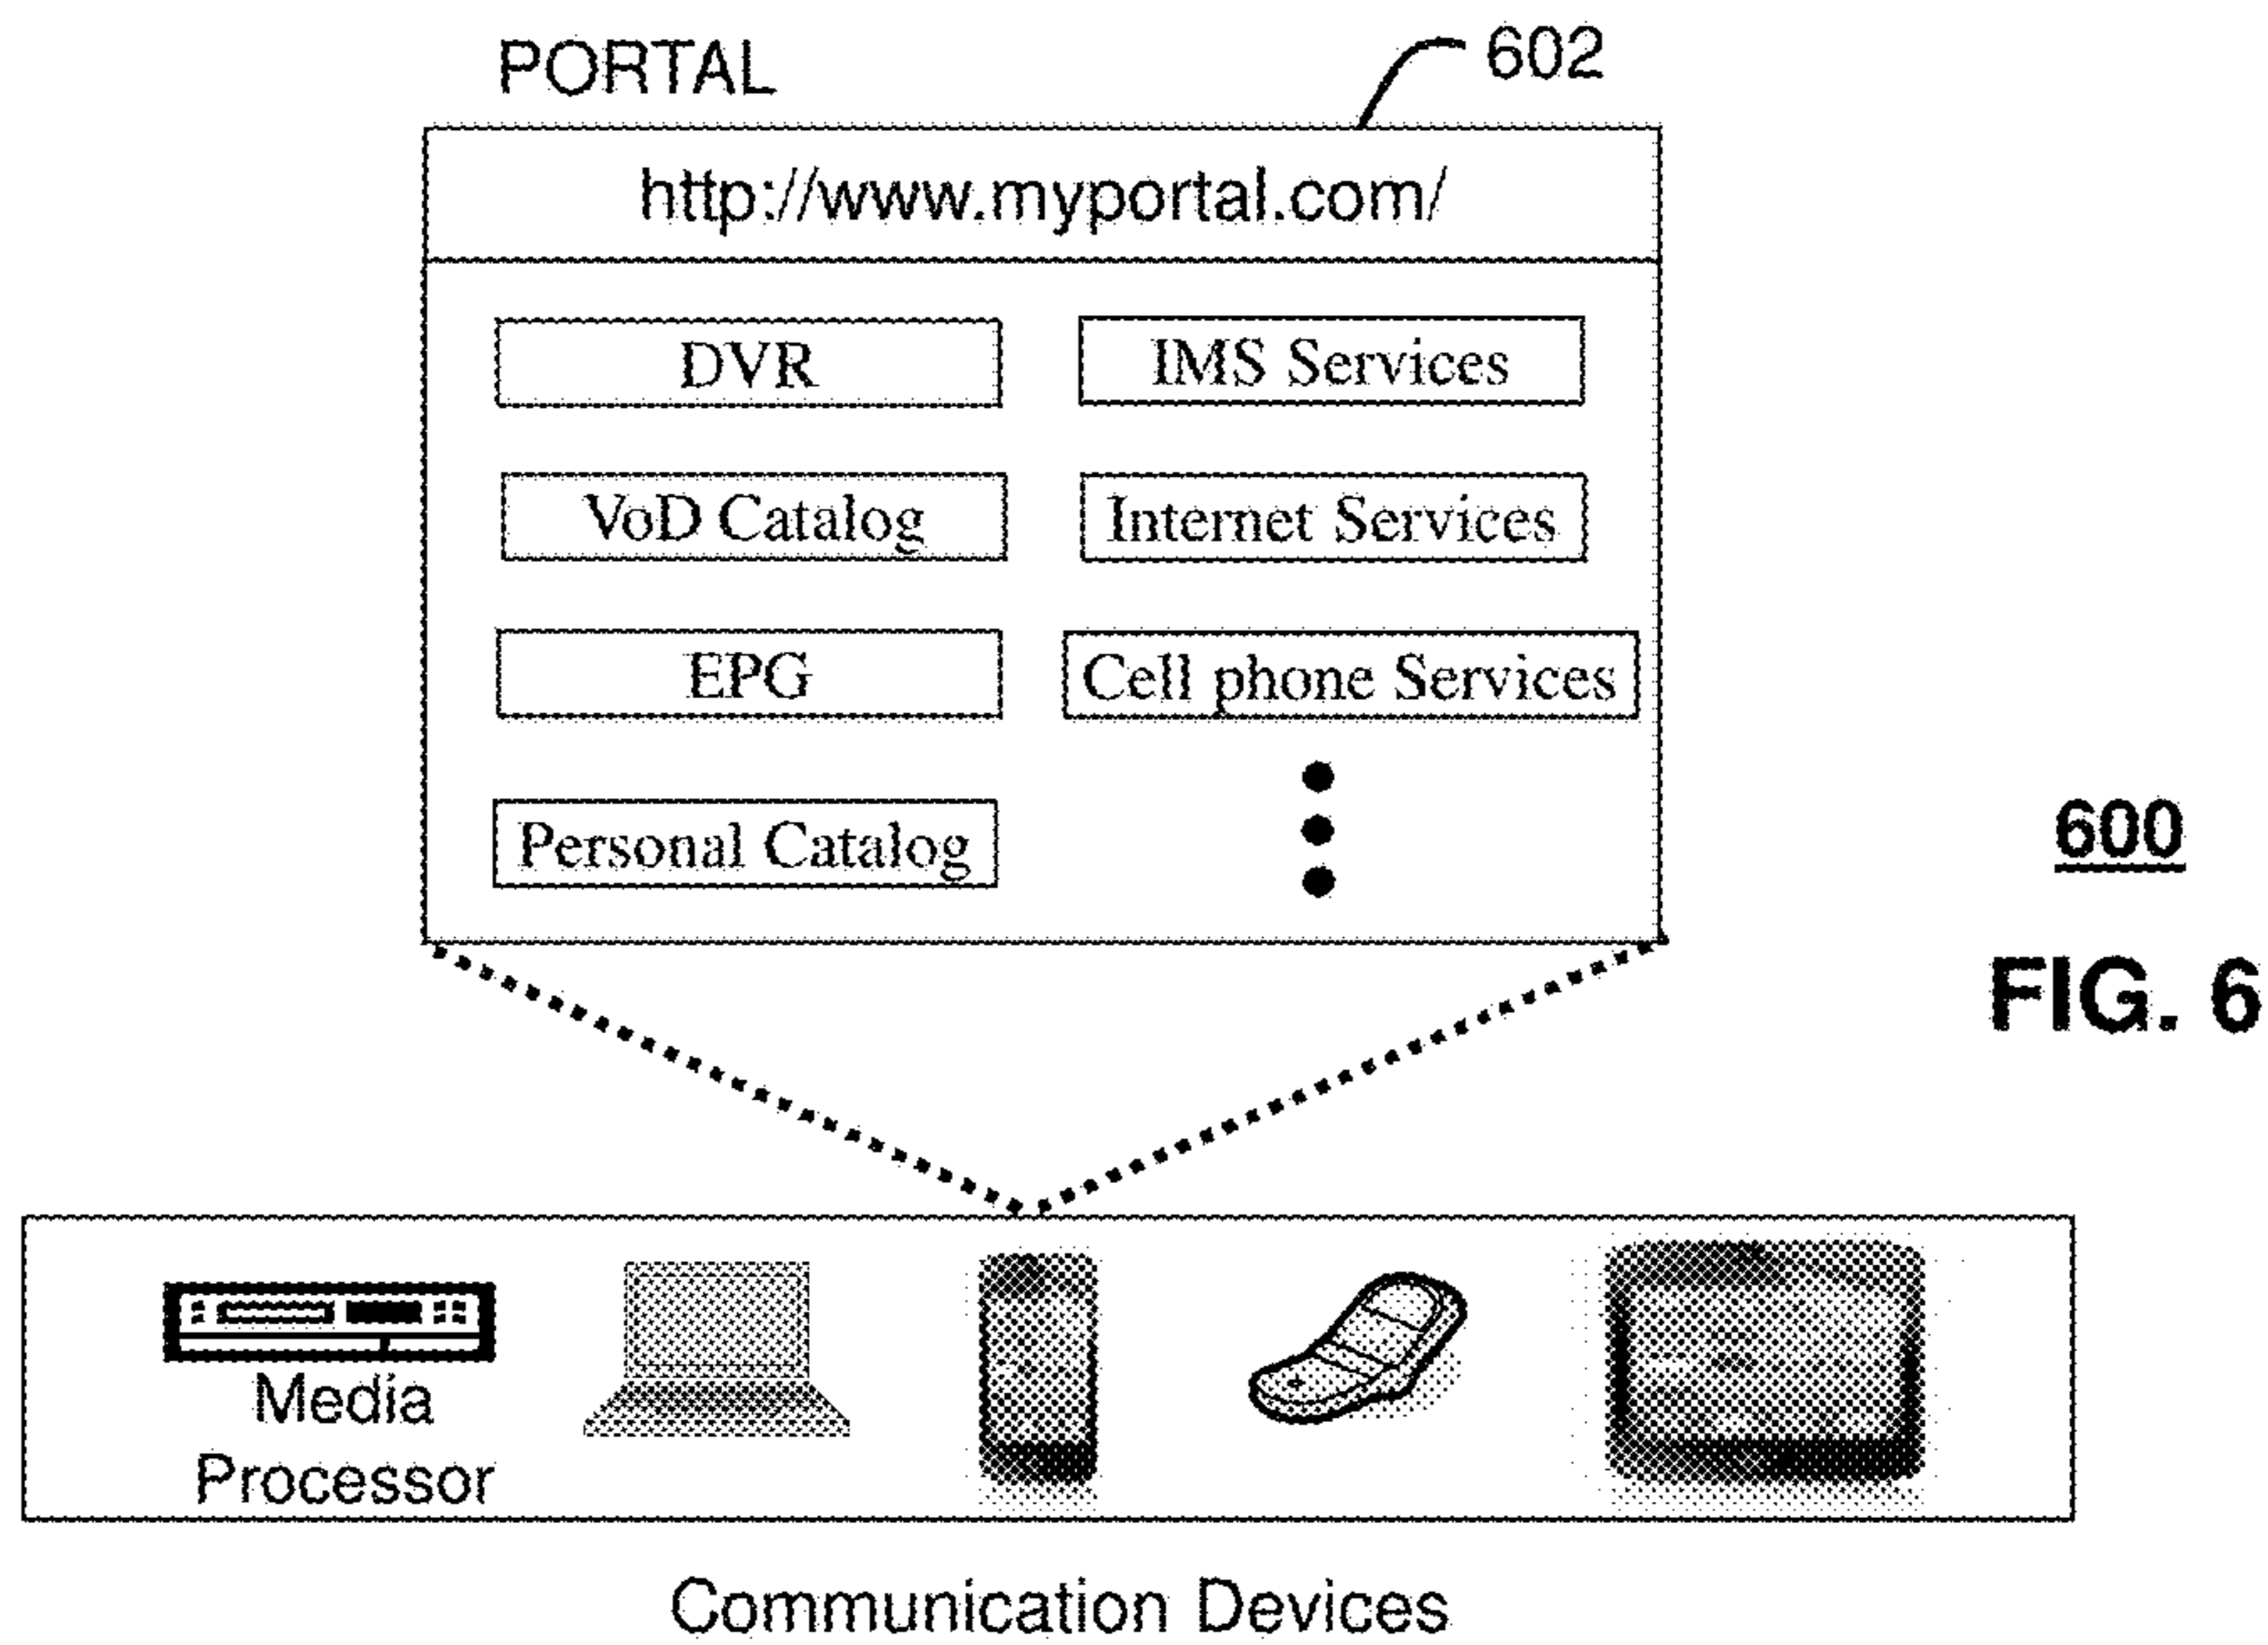 PORTAL
602
http://www.myportal.com/
DVR
IMS Services
VoD Catalog
Internet Services
EPG
Cell phone Services
Personal Catalog
600
FIG. 6
Media
Processor
Communication Devices